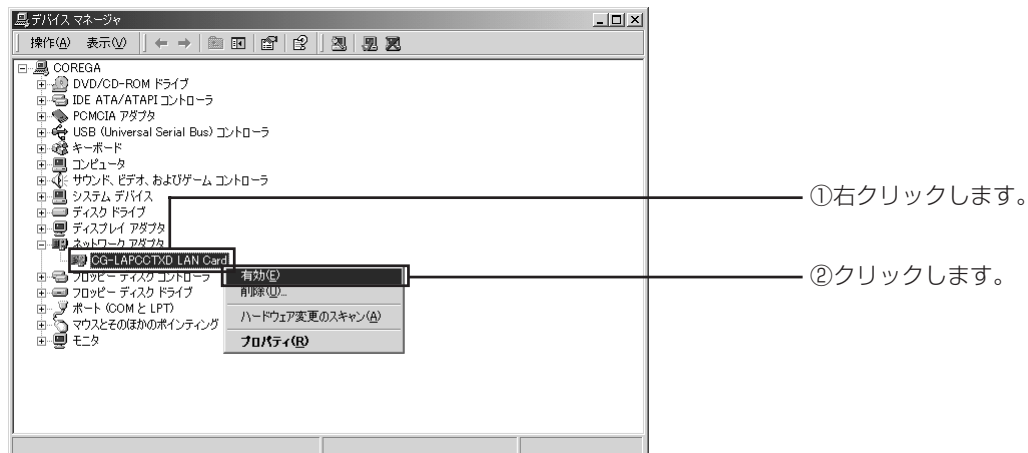 デバイス マネージャ
操作(A) 表示(V)
COREGA
DVD/CD-ROM ドライブ
IDE ATA/ATAPI コントローラ
PCMCIA アダプタ
USB (Universal Serial Bus) コントローラ
キーボード
コンピュータ
サウンド、ビデオ、およびゲーム コントローラ
システム デバイス
ディスク ドライブ
ディスプレイ アダプタ
ネットワーク アダプタ
CG-LAPCCTXD LAN Card
フロッピー ディスク コントローラ
フロッピー ディスク ドライブ
ポート (COM と LPT)
マウスとそのほかのポインティング
モニタ
有効(E)
削除(U)...
ハードウェア変更のスキャン(A)
プロパティ(R)
①右クリックします。
②クリックします。